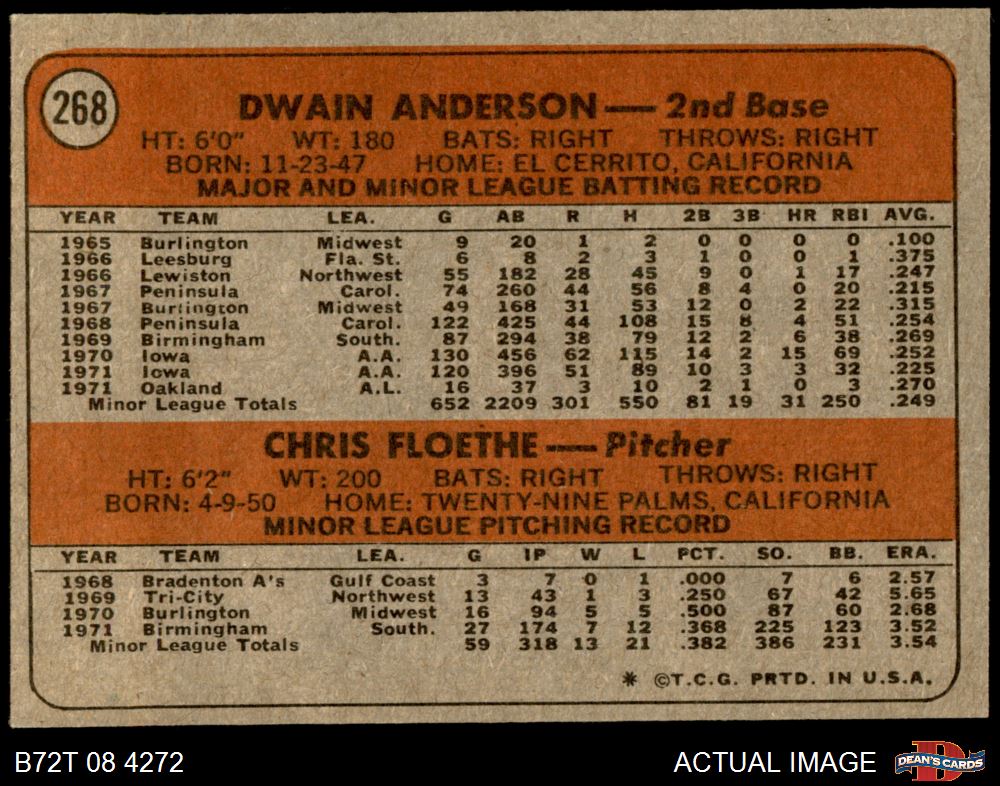 268
DWAIN ANDERSON — 2nd Base
HT: 6'0" WT: 180 BATS: RIGHT THROWS: RIGHT
BORN: 11-23-47 HOME: EL CERRITO, CALIFORNIA
MAJOR AND MINOR LEAGUE BATTING RECORD
YEAR TEAM LEA. G AB R H 2B 3B HR RBI AVG.
1965 Burlington Midwest 9 20 1 2 0 0 0 0 .100
1966 Leesburg Fla. St. 6 8 2 3 1 0 0 1 .375
1966 Lewiston Northwest 55 182 28 45 9 0 1 17 .247
1967 Peninsula Carol. 74 260 44 56 8 4 0 20 .215
1967 Burlington Midwest 49 168 31 53 12 0 2 22 .315
1968 Peninsula Carol. 122 425 44 108 15 8 4 51 .254
1969 Birmingham South. 87 294 38 79 12 2 6 38 .269
1970 Iowa A.A. 130 456 62 115 14 2 15 69 .252
1971 Iowa A.A. 120 396 51 89 10 3 3 32 .225
1971 Oakland A.L. 16 37 3 10 2 1 0 3 .270
Minor League Totals 652 2209 301 550 81 19 31 250 .249
CHRIS FLOETHE — Pitcher
HT: 6'2" WT: 200 BATS: RIGHT THROWS: RIGHT
BORN: 4-9-50 HOME: TWENTY-NINE PALMS, CALIFORNIA
MINOR LEAGUE PITCHING RECORD
YEAR TEAM LEA. G IP W L PCT. SO. BB. ERA.
1968 Bradenton A's Gulf Coast 3 7 0 1 .000 7 6 2.57
1969 Tri-City Northwest 13 43 1 3 .250 67 42 5.65
1970 Burlington Midwest 16 94 5 5 .500 87 60 2.68
1971 Birmingham South. 27 174 7 12 .368 225 123 3.52
Minor League Totals 59 318 13 21 .382 386 231 3.54
* ©T.C.G. PRTD. IN U.S.A.
B72T 08 4272 ACTUAL IMAGE D DEAN'S CARDS